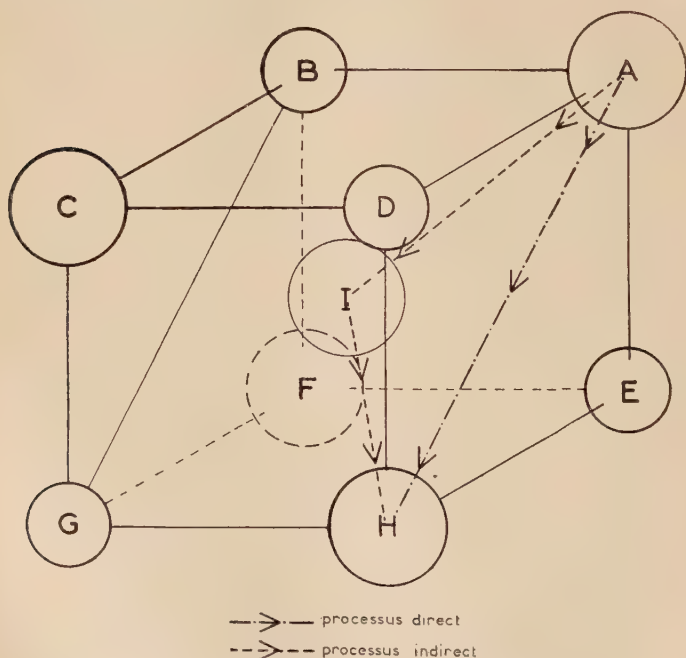 B
A
C
D
I
F
E
G
H
processus direct
processus indirect